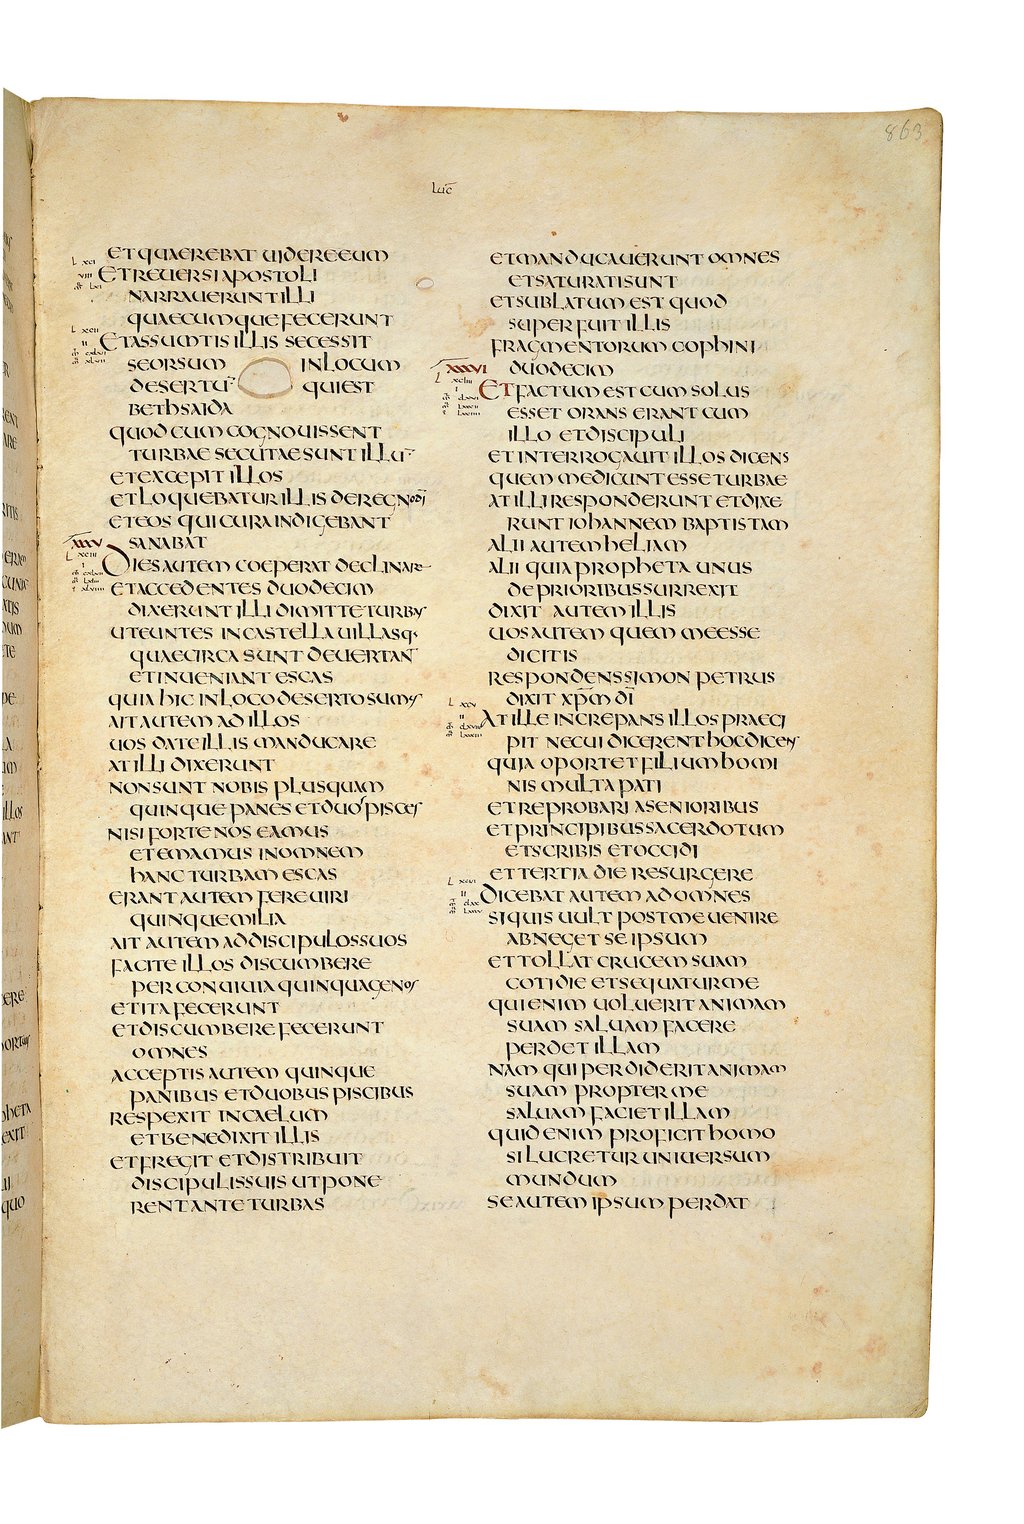 863
luc
ET QUAEREBAT UIDERE EUM
ET REUERSI APOSTOLI
NARRAUERUNT ILLI
QUAECUMQUE FECERUNT
ET ASSUMTIS ILLIS SECESSIT
SEORSUM IN LOCUM
DESERTU̅ QUI EST
BETHSAIDA
QUOD CUM COGNOUISSENT
TURBAE SECUTAE SUNT ILLU̅
ET EXCEPIT ILLOS
ET LOQUEBATUR ILLIS DE REGNO DI̅
ET EOS QUI CURA INDIGEBANT
XXXV SANABAT
DIES AUTEM COEPERAT DECLINARE
ET ACCEDENTES DUODECIM
DIXERUNT ILLI DIMITTE TURBAS
UT EUNTES IN CASTELLA UILLASQ·
QUAE CIRCA SUNT DEUERTANT
ET INUENIANT ESCAS
QUIA HIC IN LOCO DESERTO SUMUS
AIT AUTEM AD ILLOS
UOS DATE ILLIS MANDUCARE
AT ILLI DIXERUNT
NON SUNT NOBIS PLUS QUAM
QUINQUE PANES ET DUO PISCES
NISI FORTE NOS EAMUS
ET EMAMUS IN OMNEM
HANC TURBAM ESCAS
ERANT AUTEM FERE UIRI
QUINQUE MILIA
AIT AUTEM AD DISCIPULOS SUOS
FACITE ILLOS DISCUMBERE
PER CONUIUIA QUINQUAGENOS
ET ITA FECERUNT
ET DISCUMBERE FECERUNT
OMNES
ACCEPTIS AUTEM QUINQUE
PANIBUS ET DUOBUS PISCIBUS
RESPEXIT IN CAELUM
ET BENEDIXIT ILLIS
ET FREGIT ET DISTRIBUIT
DISCIPULIS SUIS UT PONE
RENT ANTE TURBAS
ET MANDUCAUERUNT OMNES
ET SATURATI SUNT
ET SUBLATUM EST QUOD
SUPERFUIT ILLIS
FRAGMENTORUM COPHINI
XXXVI DUODECIM
ET FACTUM EST CUM SOLUS
ESSET ORANS ERANT CUM
ILLO ET DISCIPULI
ET INTERROGAUIT ILLOS DICENS
QUEM ME DICUNT ESSE TURBAE
AT ILLI RESPONDERUNT ET DIXE
RUNT IOHANNEM BAPTISTAM
ALII AUTEM HELIAM
ALII QUIA PROPHETA UNUS
DE PRIORIBUS SURREXIT
DIXIT AUTEM ILLIS
UOS AUTEM QUEM ME ESSE
DICITIS
RESPONDENS SIMON PETRUS
DIXIT XP̅M DI̅
AT ILLE INCREPANS ILLOS PRAECI
PIT NE CUI DICERENT HOC DICENS
QUIA OPORTET FILIUM HOMI
NIS MULTA PATI
ET REPROBARI A SENIORIBUS
ET PRINCIPIBUS SACERDOTUM
ET SCRIBIS ET OCCIDI
ET TERTIA DIE RESURGERE
DICEBAT AUTEM AD OMNES
SI QUIS UULT POST ME UENIRE
ABNEGET SE IPSUM
ET TOLLAT CRUCEM SUAM
COTIDIE ET SEQUATUR ME
QUI ENIM UOLUERIT ANIMAM
SUAM SALUAM FACERE
PERDET ILLAM
NAM QUI PERDIDERIT ANIMAM
SUAM PROPTER ME
SALUAM FACIET ILLAM
QUID ENIM PROFICIT HOMO
SI LUCRETUR UNIUERSUM
MUNDUM
SE AUTEM IPSUM PERDAT